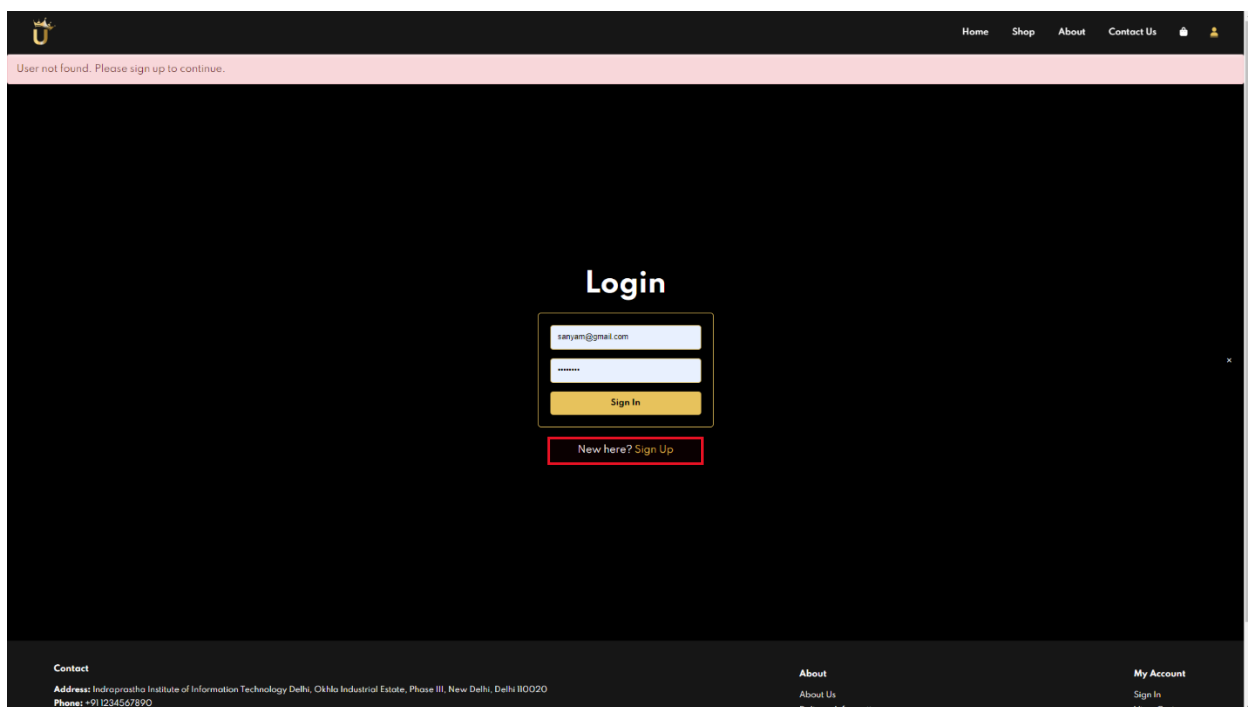 U
Home Shop About Contact Us
User not found. Please sign up to continue.
Login
sanyam@gmail.com
Sign In
New here? Sign Up
Contact
Address: Indraprastha Institute of Information Technology Delhi, Okhla Industrial Estate, Phase III, New Delhi, Delhi 110020
Phone: +91 1234567890
About
About Us
My Account
Sign In